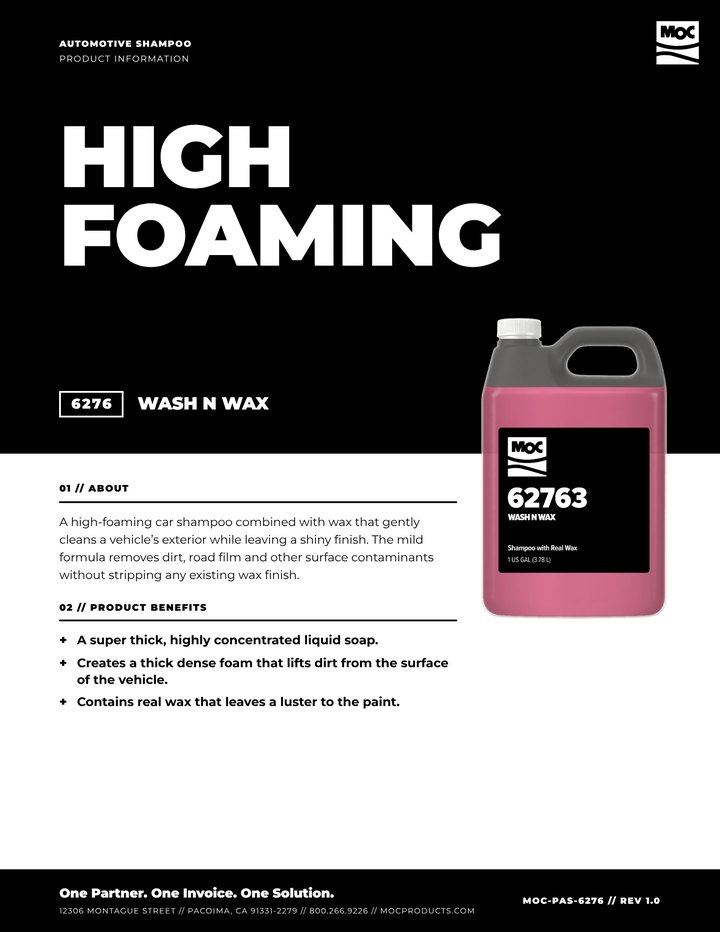 AUTOMOTIVE SHAMPOO
PRODUCT INFORMATION
MOC
HIGH
FOAMING
6276 WASH N WAX
MOC
62763
WASH N WAX
Shampoo with Real Wax
1 US GAL (3.78 L)
01 // ABOUT
A high-foaming car shampoo combined with wax that gently
cleans a vehicle’s exterior while leaving a shiny finish. The mild
formula removes dirt, road film and other surface contaminants
without stripping any existing wax finish.
02 // PRODUCT BENEFITS
+ A super thick, highly concentrated liquid soap.
+ Creates a thick dense foam that lifts dirt from the surface
of the vehicle.
+ Contains real wax that leaves a luster to the paint.
One Partner. One Invoice. One Solution.
12306 MONTAGUE STREET // PACOIMA, CA 91331-2279 // 800.266.9226 // MOCPRODUCTS.COM
MOC-PAS-6276 // REV 1.0